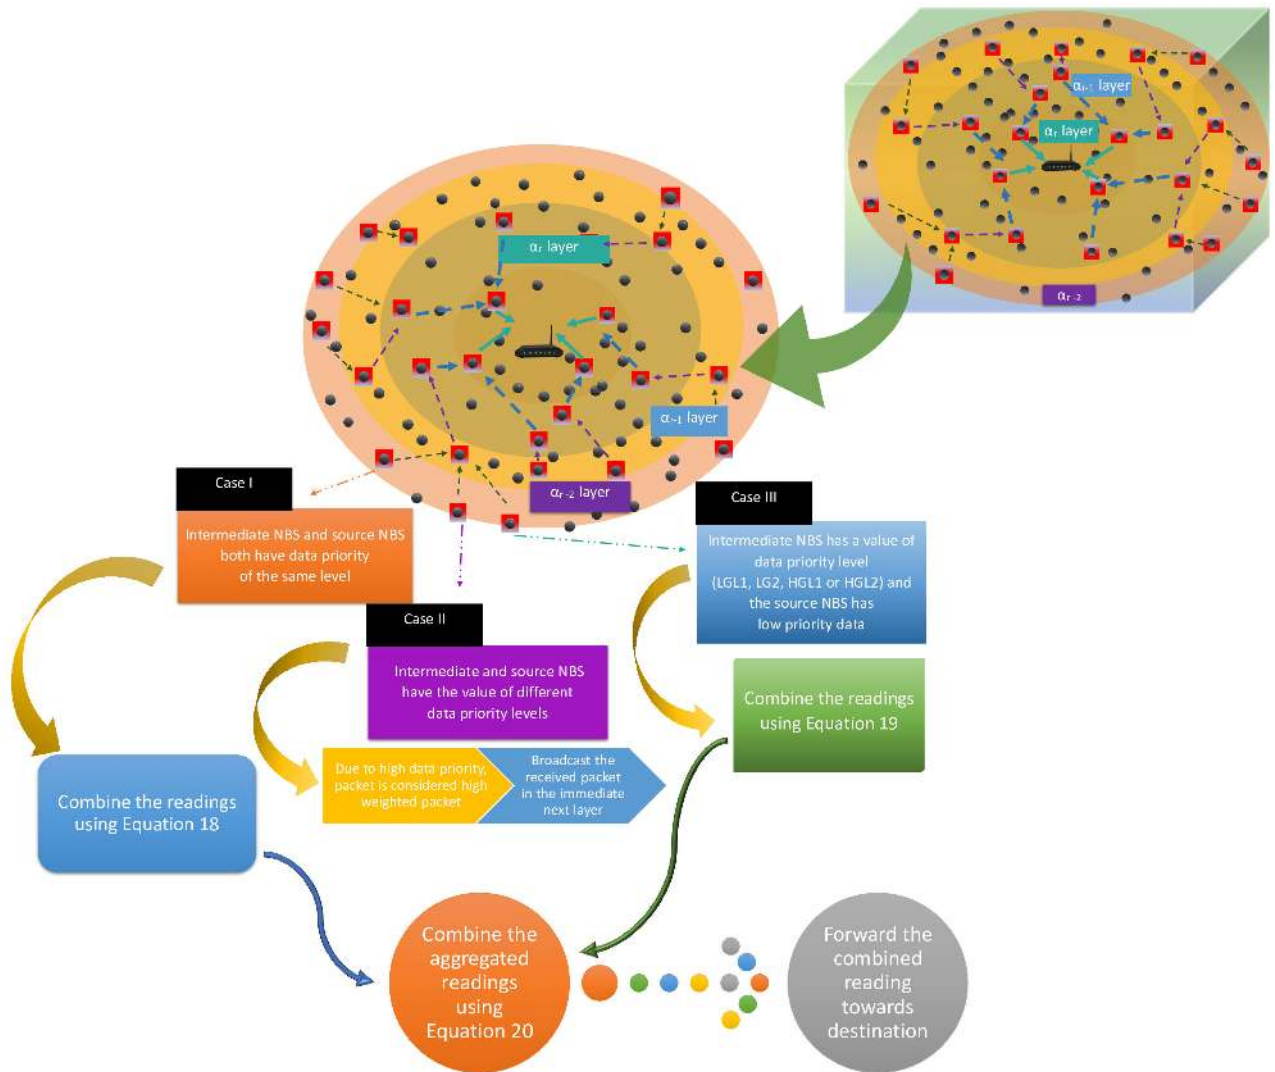 αr-1 layer
αr layer
αr -2
αr layer
αr-1 layer
αr -2 layer
Case I
Intermediate NBS and source NBS
both have data priority
of the same level
Case III
Intermediate NBS has a value of
data priority level
(LGL1, LG2, HGL1 or HGL2) and
the source NBS has
low priority data
Case II
Intermediate and source NBS
have the value of different
data priority levels
Combine the readings
using Equation 19
Due to high data priority,
packet is considered high
weighted packet
Broadcast the
received packet
in the immediate
next layer
Combine the readings
using Equation 18
Combine the
aggregated
readings
using
Equation 20
Forward the
combined
reading
towards
destination